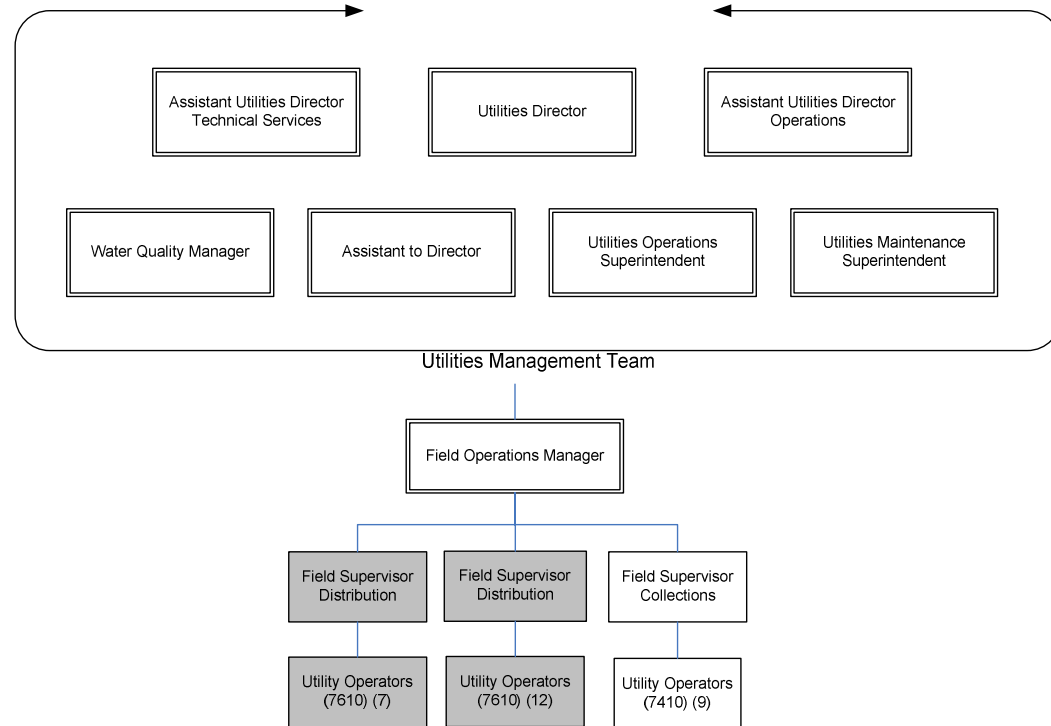 Assistant Utilities Director
Technical Services
Utilities Director
Assistant Utilities Director
Operations
Water Quality Manager
Assistant to Director
Utilities Operations
Superintendent
Utilities Maintenance
Superintendent
Utilities Management Team
Field Operations Manager
Field Supervisor
Distribution
Field Supervisor
Distribution
Field Supervisor
Collections
Utility Operators
(7610) (7)
Utility Operators
(7610) (12)
Utility Operators
(7410) (9)